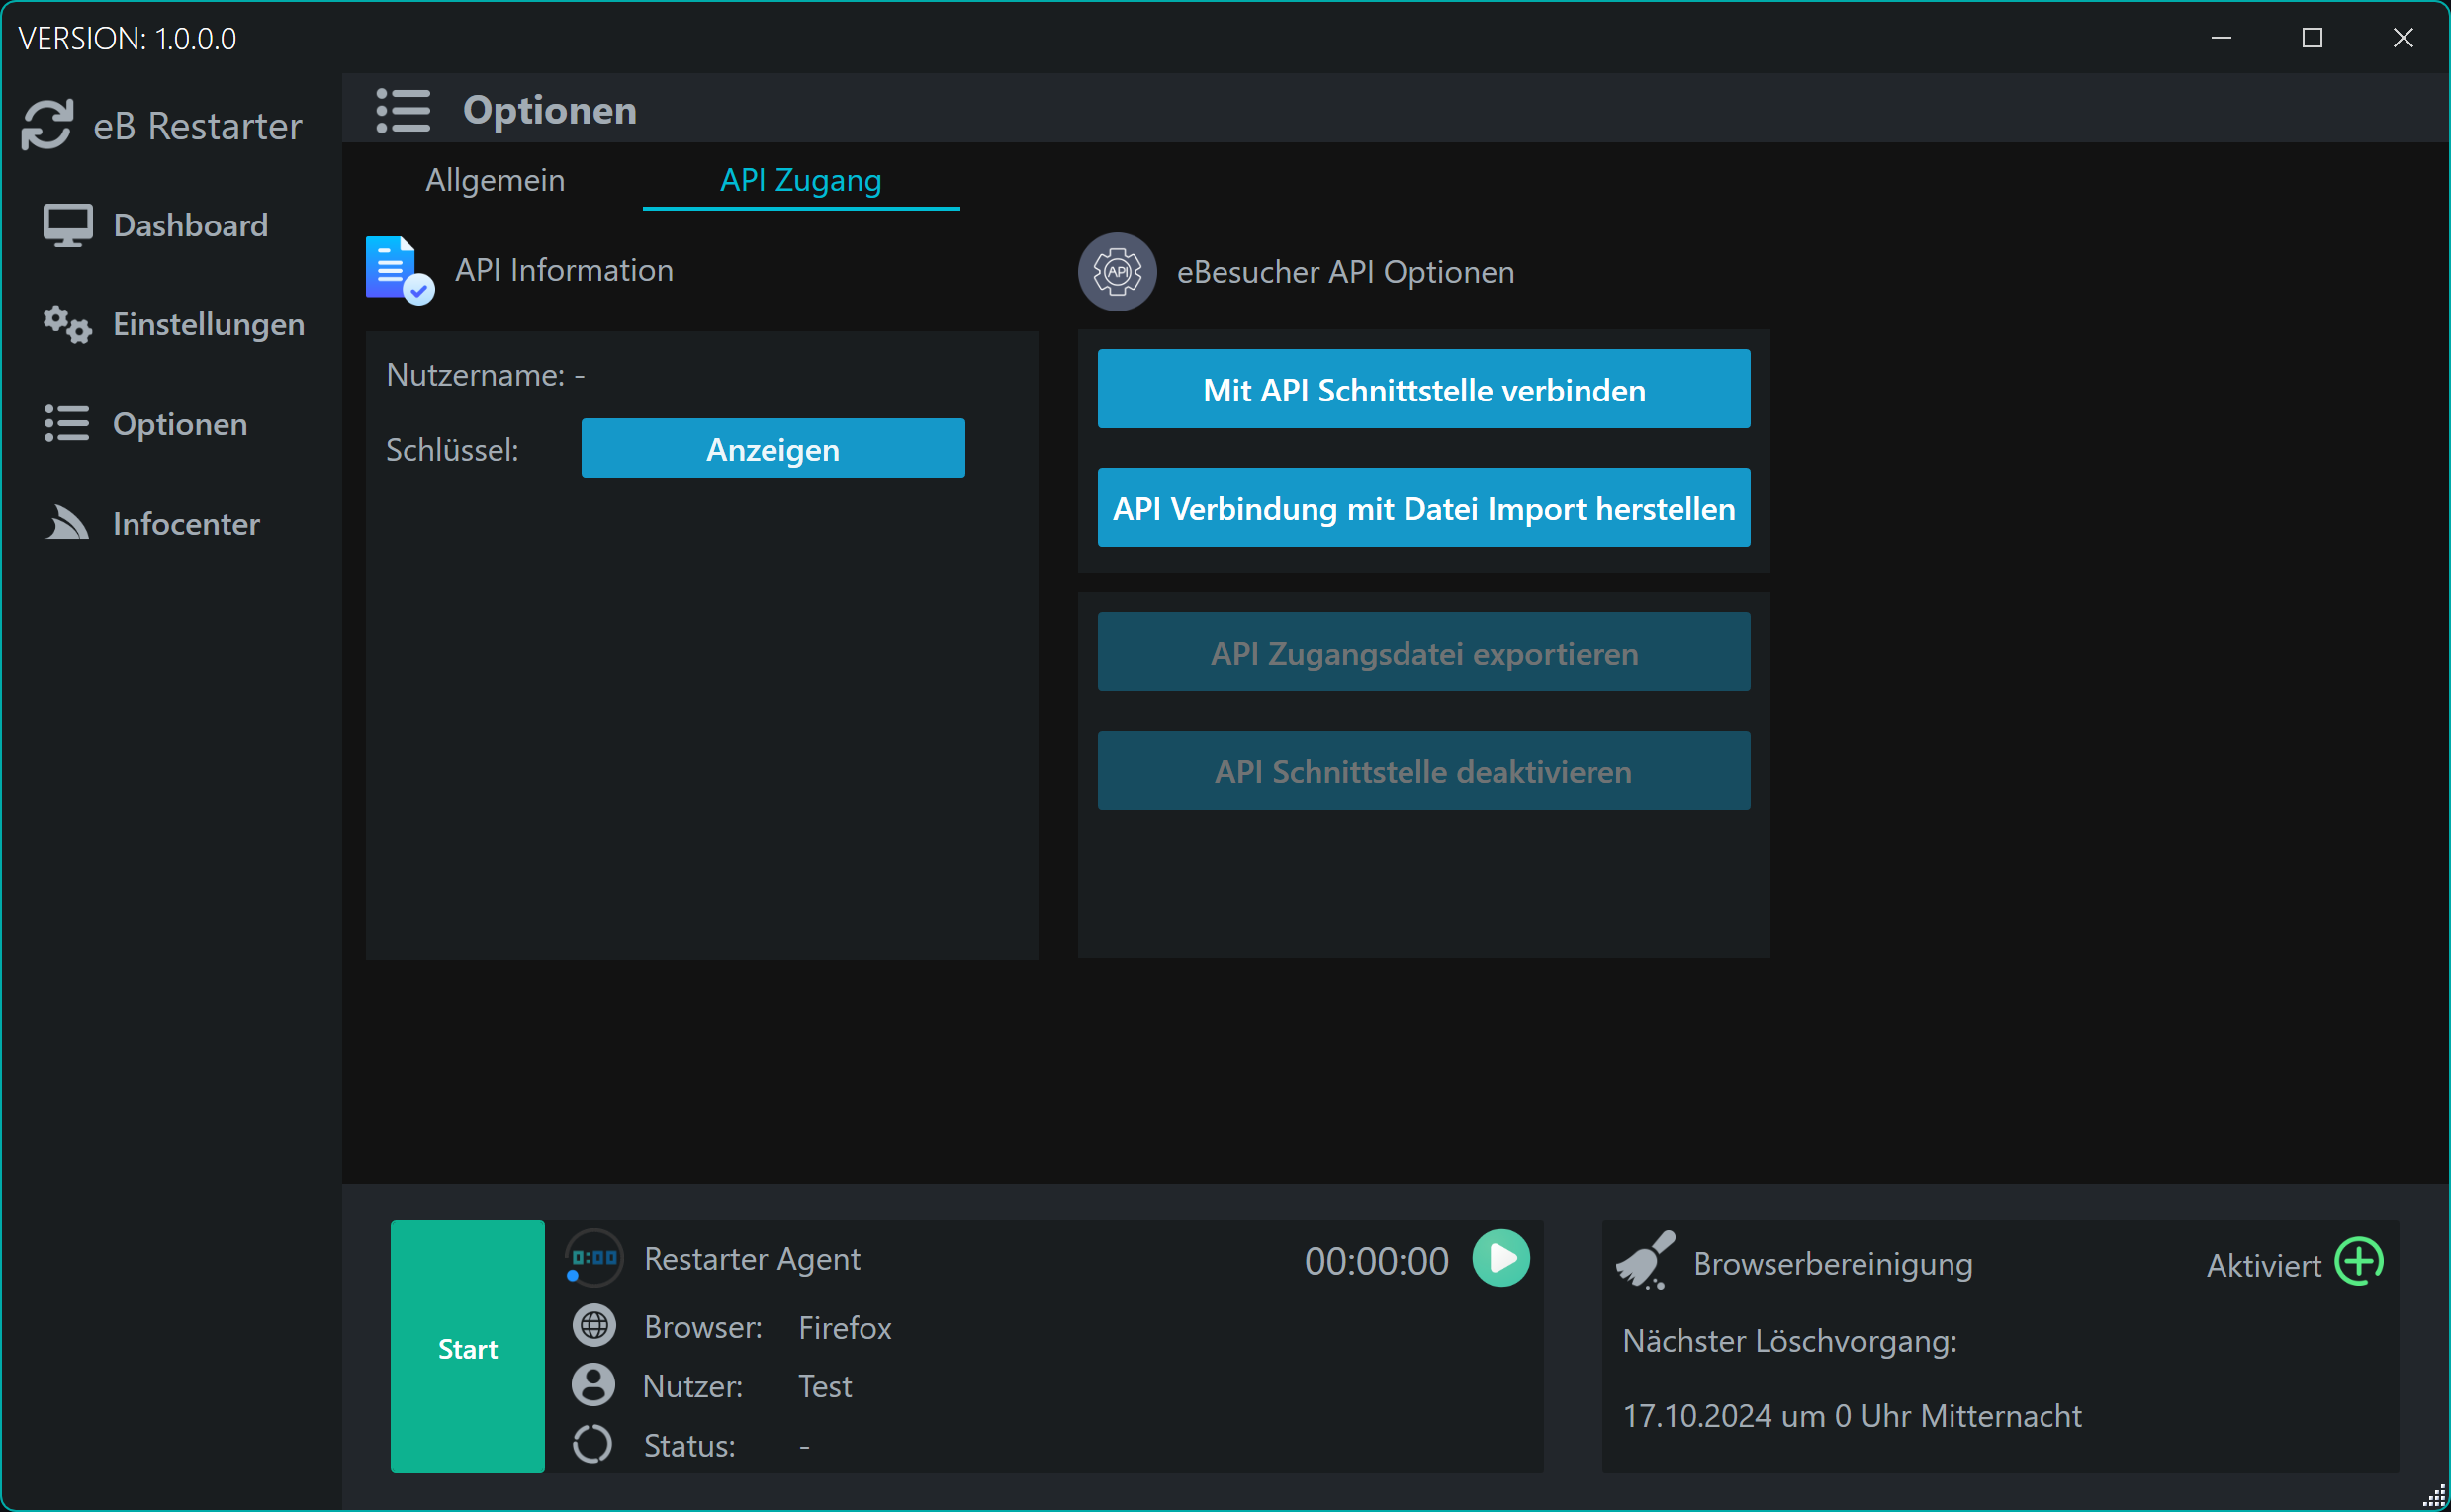 VERSION: 1.0.0.0
eB Restarter
Dashboard
Einstellungen
Optionen
Infocenter
Optionen
Allgemein
API Zugang
API Information
Nutzername: -
Schlüssel:
Anzeigen
eBesucher API Optionen
API
Mit API Schnittstelle verbinden
API Verbindung mit Datei Import herstellen
API Zugangsdatei exportieren
API Schnittstelle deaktivieren
Start
0:00
Restarter Agent
00:00:00
Browser: Firefox
Nutzer: Test
Status: -
Browserbereinigung
Aktiviert
Nächster Löschvorgang:
17.10.2024 um 0 Uhr Mitternacht